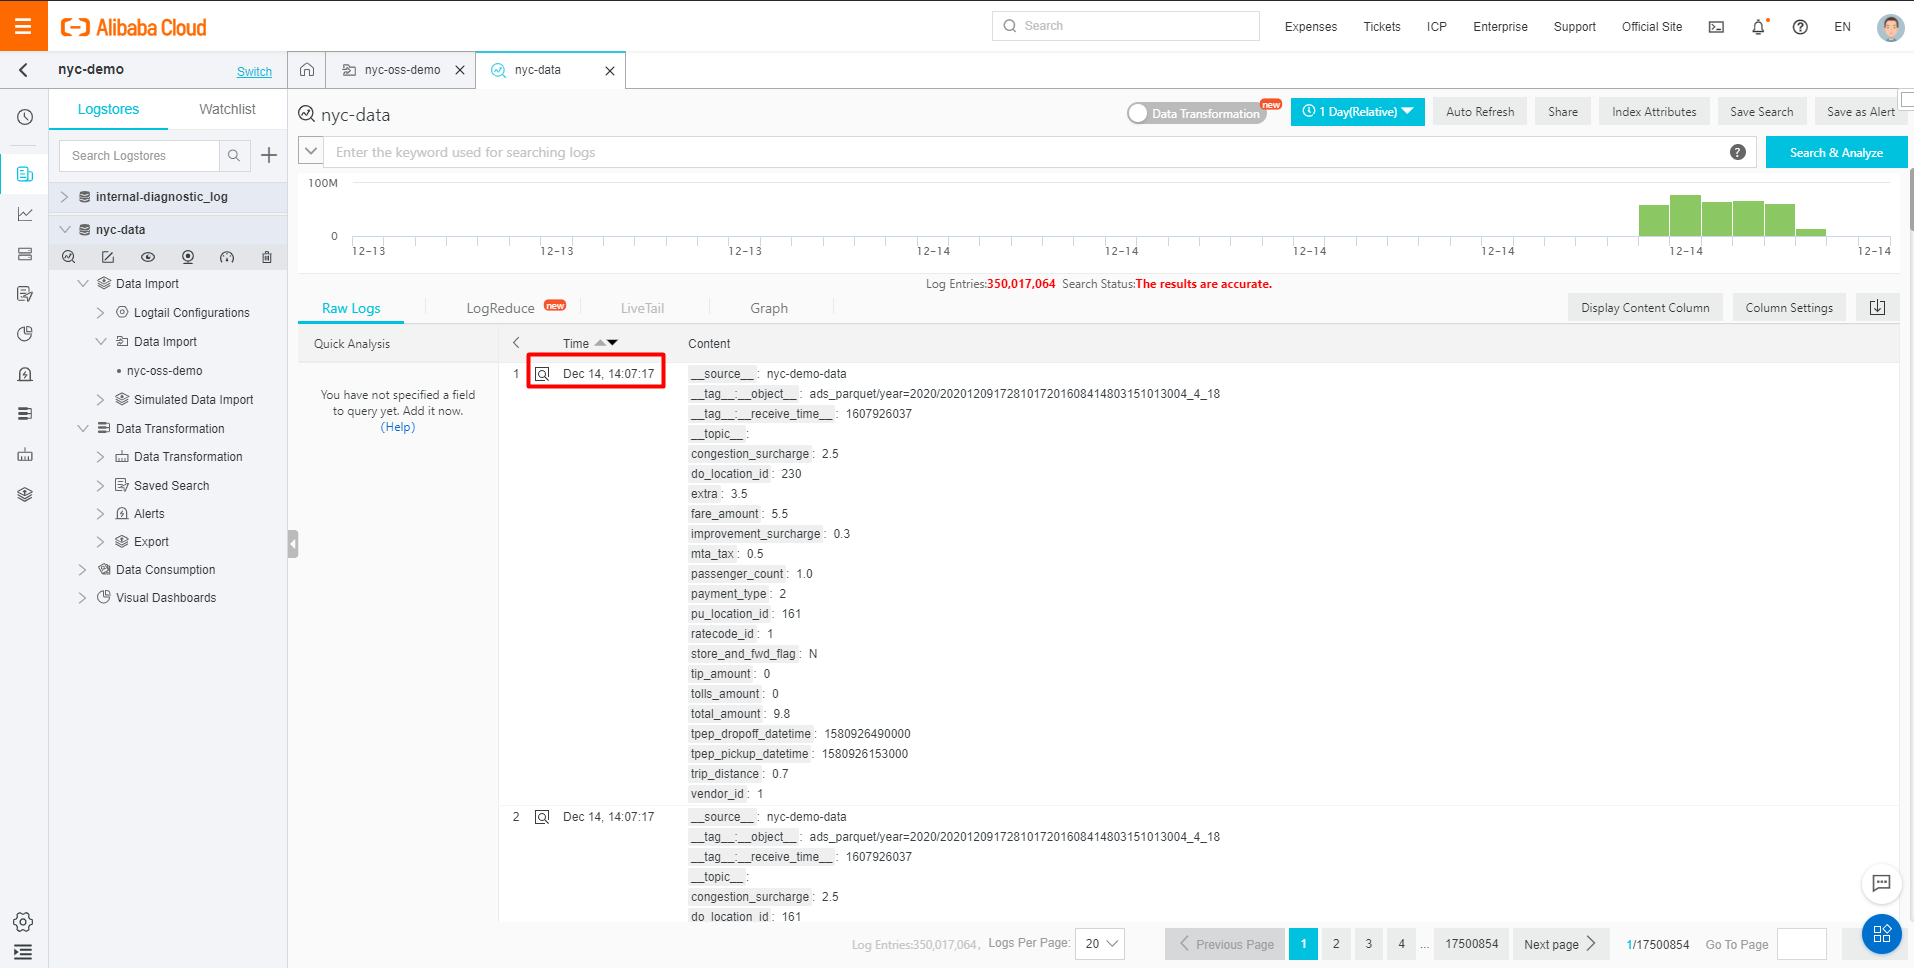 Alibaba Cloud
Search
Expenses Tickets ICP Enterprise Support Official Site EN
nyc-demo Switch
nyc-oss-demo
nyc-data
Logstores Watchlist
Search Logstores
internal-diagnostic_log
nyc-data
Data Import
Logtail Configurations
Data Import
nyc-oss-demo
Simulated Data Import
Data Transformation
Data Transformation
Saved Search
Alerts
Export
Data Consumption
Visual Dashboards
nyc-data
Data Transformation new
1 Day(Relative)
Auto Refresh Share Index Attributes Save Search Save as Alert
Enter the keyword used for searching logs
Search & Analyze
100M
0
12-13 12-13 12-13 12-14 12-14 12-14 12-14 12-14 12-14
Log Entries:350,017,064 Search Status:The results are accurate.
Raw Logs LogReduce new LiveTail Graph
Display Content Column Column Settings
Quick Analysis
You have not specified a field
to query yet. Add it now.
(Help)
Time Content
1 Dec 14, 14:07:17
__source__ : nyc-demo-data
__tag__:__object__ : ads_parquet/year=2020/2020120917281017201608414803151013004_4_18
__tag__:__receive_time__ : 1607926037
__topic__ :
congestion_surcharge : 2.5
do_location_id : 230
extra : 3.5
fare_amount : 5.5
improvement_surcharge : 0.3
mta_tax : 0.5
passenger_count : 1.0
payment_type : 2
pu_location_id : 161
ratecode_id : 1
store_and_fwd_flag : N
tip_amount : 0
tolls_amount : 0
total_amount : 9.8
tpep_dropoff_datetime : 1580926490000
tpep_pickup_datetime : 1580926153000
trip_distance : 0.7
vendor_id : 1
2 Dec 14, 14:07:17
__source__ : nyc-demo-data
__tag__:__object__ : ads_parquet/year=2020/2020120917281017201608414803151013004_4_18
__tag__:__receive_time__ : 1607926037
__topic__ :
congestion_surcharge : 2.5
do_location_id : 161
Log Entries:350,017,064, Logs Per Page: 20
Previous Page 1 2 3 4 ... 17500854 Next page 1/17500854 Go To Page